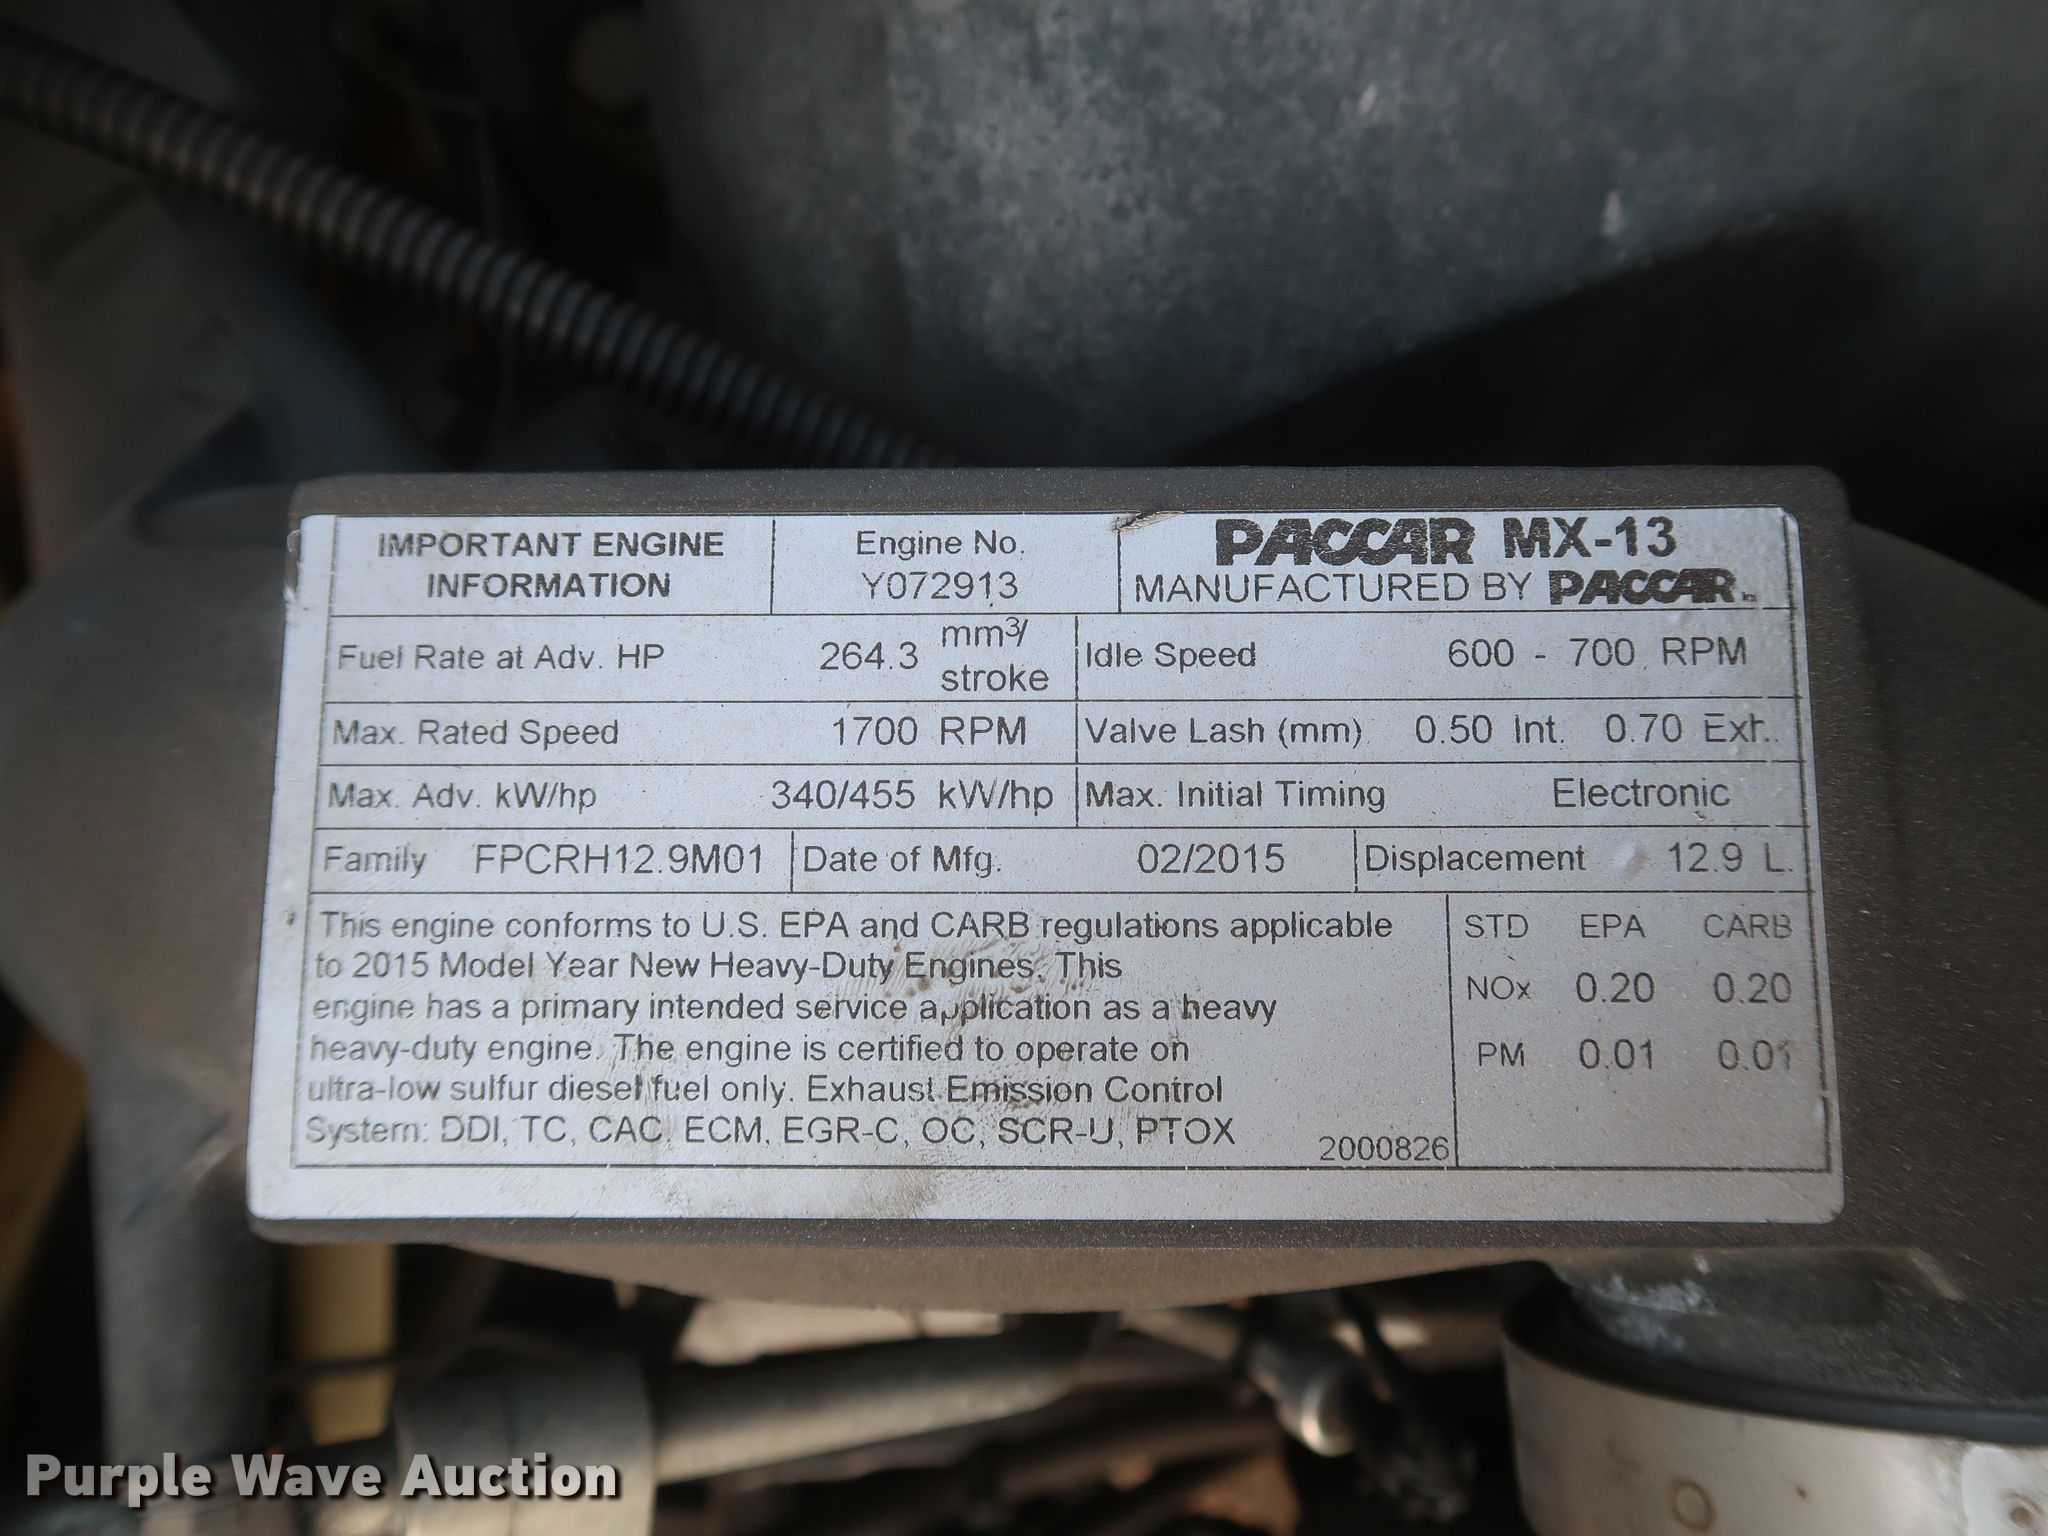 IMPORTANT ENGINE
INFORMATION
Engine No.
Y072913
PACCAR MX-13
MANUFACTURED BY PACCAR
Fuel Rate at Adv. HP 264.3 mm³/
stroke
Idle Speed 600 - 700 RPM
Max. Rated Speed 1700 RPM
Valve Lash (mm) 0.50 Int. 0.70 Exh.
Max. Adv. kW/hp 340/455 kW/hp
Max. Initial Timing Electronic
Family FPCRH12.9M01
Date of Mfg. 02/2015
Displacement 12.9 L.
This engine conforms to U.S. EPA and CARB regulations applicable
to 2015 Model Year New Heavy-Duty Engines. This
engine has a primary intended service application as a heavy
heavy-duty engine. The engine is certified to operate on
ultra-low sulfur diesel fuel only. Exhaust Emission Control
System: DDI, TC, CAC, ECM, EGR-C, OC, SCR-U, PTOX
2000826
STD EPA CARB
NOx 0.20 0.20
PM 0.01 0.01
Purple Wave Auction